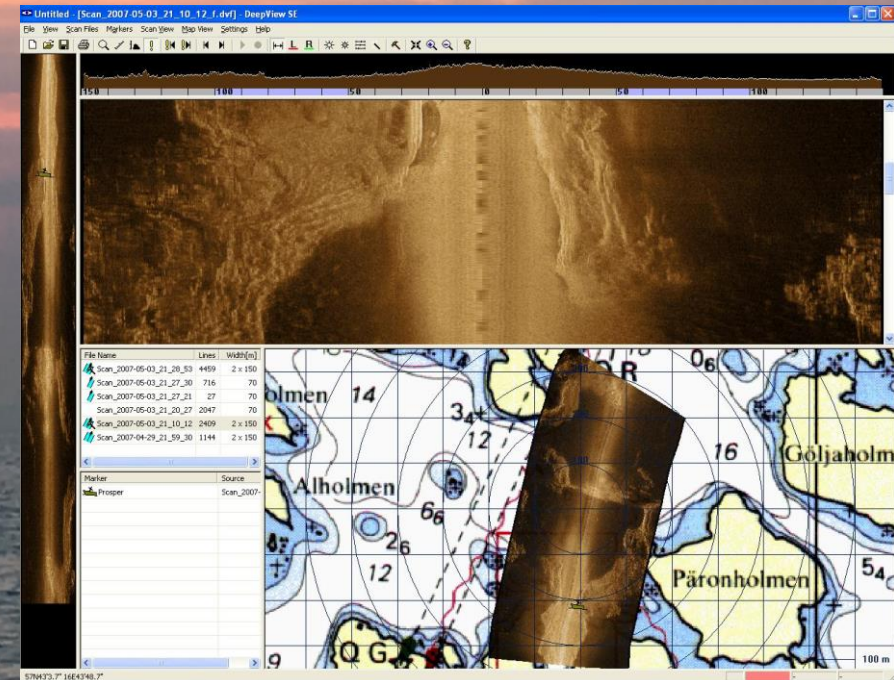 Untitled - [Scan_2007-05-03_21_10_12_f.dvf] - DeepView SE
File View Scan Files Markers Scan View Map View Settings Help
L R
150 100 50 0 50 100
File Name Lines Width[m]
Scan_2007-05-03_21_28_53 4459 2 x 150
Scan_2007-05-03_21_27_30 716 70
Scan_2007-05-03_21_27_21 27 70
Scan_2007-05-03_21_20_27 2047 70
Scan_2007-05-03_21_10_12 2409 2 x 150
Scan_2007-04-29_21_59_30 1144 2 x 150
Marker Source
Prosper Scan_2007-
R 06
olmen 14
34
12
16
Göljaholm
Alholmen
66
26
12
Päronholmen
54
9
Q G
100 m
57N43'3.7" 16E43'48.7"